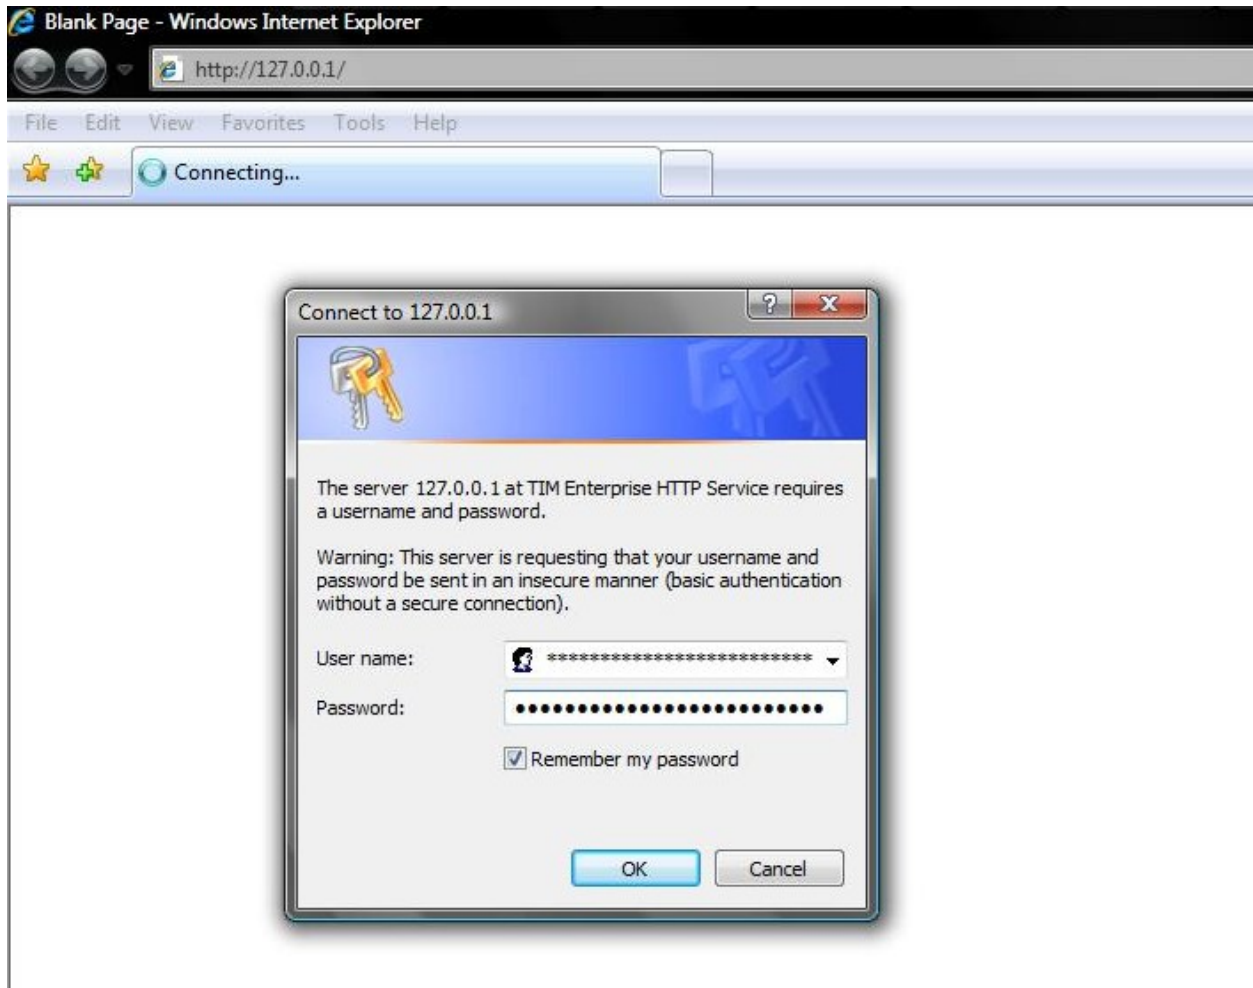 Blank Page - Windows Internet Explorer
http://127.0.0.1/
File Edit View Favorites Tools Help
Connecting...
Connect to 127.0.0.1
The server 127.0.0.1 at TIM Enterprise HTTP Service requires
a username and password.
Warning: This server is requesting that your username and
password be sent in an insecure manner (basic authentication
without a secure connection).
User name: *************************
Password: •••••••••••••••••••••••••
Remember my password
OK Cancel